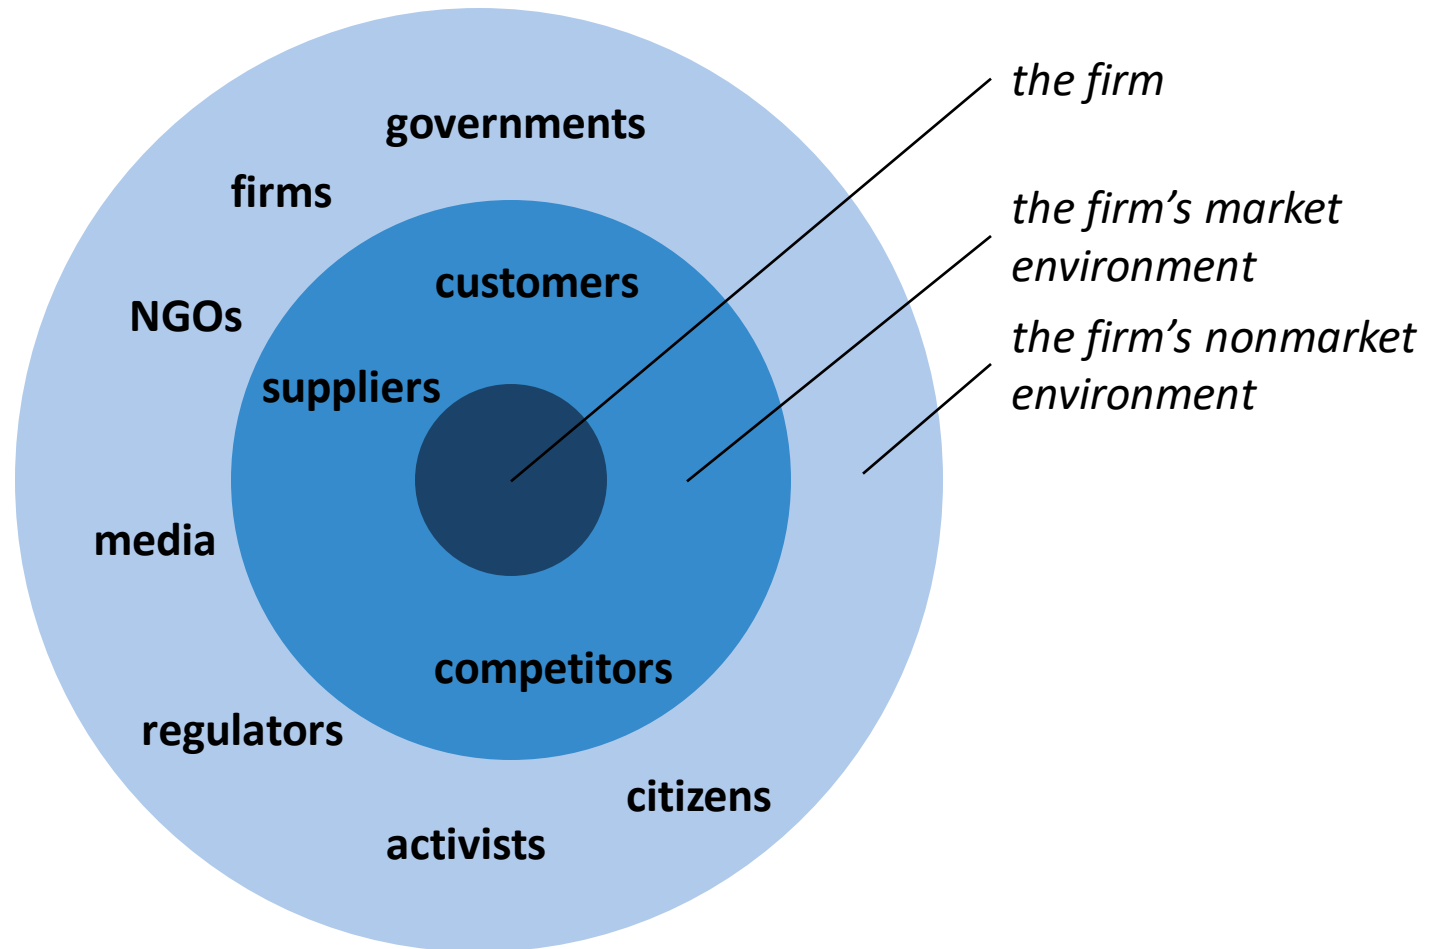 governments
firms
NGOs
customers
suppliers
media
competitors
regulators
citizens
activists
the firm
the firm’s market
environment
the firm’s nonmarket
environment